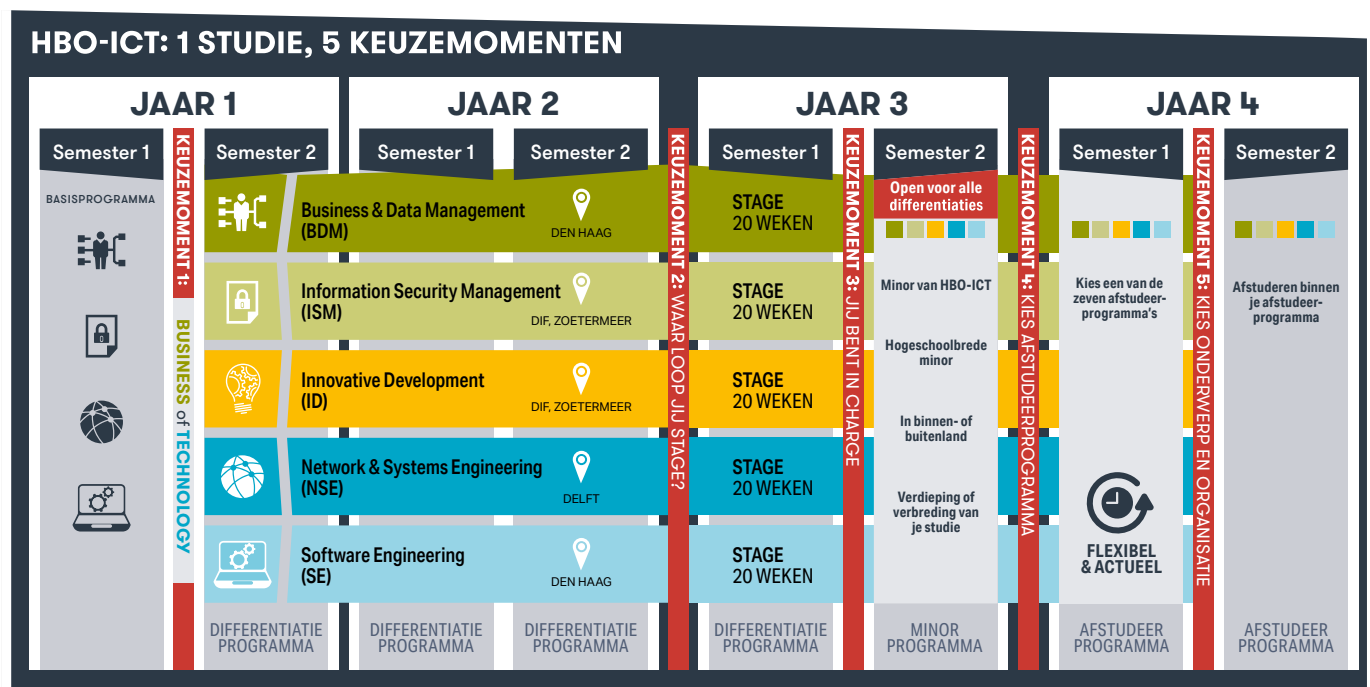 HBO-ICT: 1 STUDIE, 5 KEUZEMOMENTEN
JAAR 1
Semester 1
BASISPROGRAMMA
KEUZEMOMENT 1:
BUSINESS of TECHNOLOGY
Semester 2
JAAR 2
Semester 1
Semester 2
Business & Data Management
(BDM)
DEN HAAG
Information Security Management
(ISM)
DIF, ZOETERMEER
Innovative Development
(ID)
DIF, ZOETERMEER
Network & Systems Engineering
(NSE)
DELFT
Software Engineering
(SE)
DEN HAAG
DIFFERENTIATIE
PROGRAMMA
DIFFERENTIATIE
PROGRAMMA
DIFFERENTIATIE
PROGRAMMA
KEUZEMOMENT 2: WAAR LOOP JIJ STAGE?
JAAR 3
Semester 1
STAGE
20 WEKEN
STAGE
20 WEKEN
STAGE
20 WEKEN
STAGE
20 WEKEN
STAGE
20 WEKEN
DIFFERENTIATIE
PROGRAMMA
KEUZEMOMENT 3: JIJ BENT IN CHARGE
Semester 2
Open voor alle
differentiaties
Minor van HBO-ICT
Hogeschoolbrede
minor
In binnen- of
buitenland
Verdieping of
verbreding van
je studie
MINOR
PROGRAMMA
KEUZEMOMENT 4: KIES AFSTUDEERPROGRAMMA
JAAR 4
Semester 1
Kies een van de
zeven afstudeer-
programma's
FLEXIBEL
& ACTUEEL
AFSTUDEER
PROGRAMMA
KEUZEMOMENT 5: KIES ONDERWERP EN ORGANISATIE
Semester 2
Afstuderen binnen
je afstudeer-
programma
AFSTUDEER
PROGRAMMA